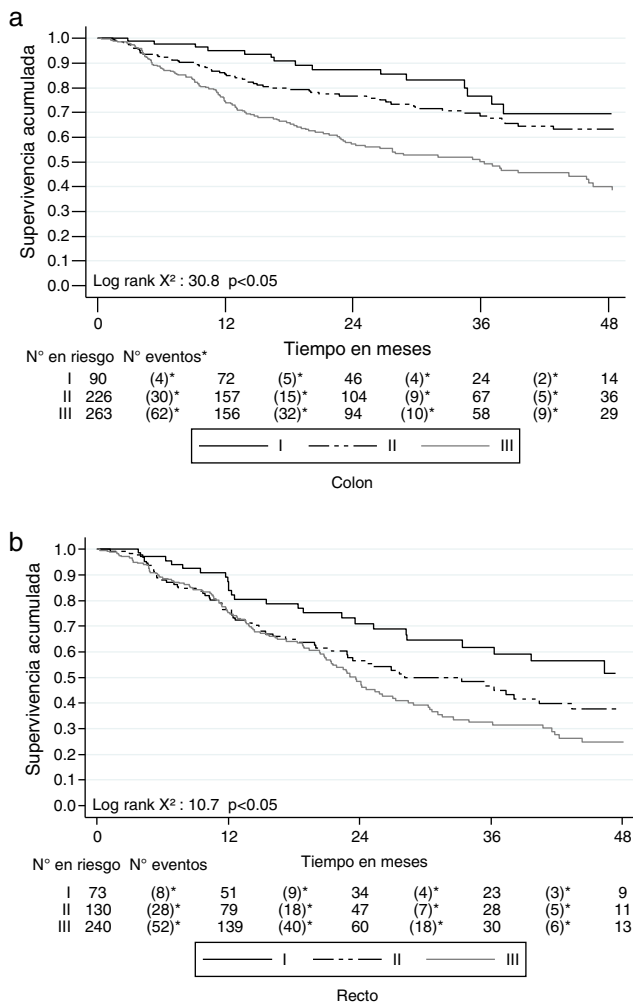 a
Supervivencia acumulada
1.0
0.9
0.8
0.7
0.6
0.5
0.4
0.3
0.2
0.1
0.0
Log rank X² : 30.8 p<0.05
0 12 24 36 48
Tiempo en meses
N° en riesgo N° eventos*
I 90 (4)* 72 (5)* 46 (4)* 24 (2)* 14
II 226 (30)* 157 (15)* 104 (9)* 67 (5)* 36
III 263 (62)* 156 (32)* 94 (10)* 58 (9)* 29
I II III
Colon
b
Supervivencia acumulada
1.0
0.9
0.8
0.7
0.6
0.5
0.4
0.3
0.2
0.1
0.0
Log rank X² : 10.7 p<0.05
0 12 24 36 48
N° en riesgo N° eventos Tiempo en meses
I 73 (8)* 51 (9)* 34 (4)* 23 (3)* 9
II 130 (28)* 79 (18)* 47 (7)* 28 (5)* 11
III 240 (52)* 139 (40)* 60 (18)* 30 (6)* 13
I II III
Recto